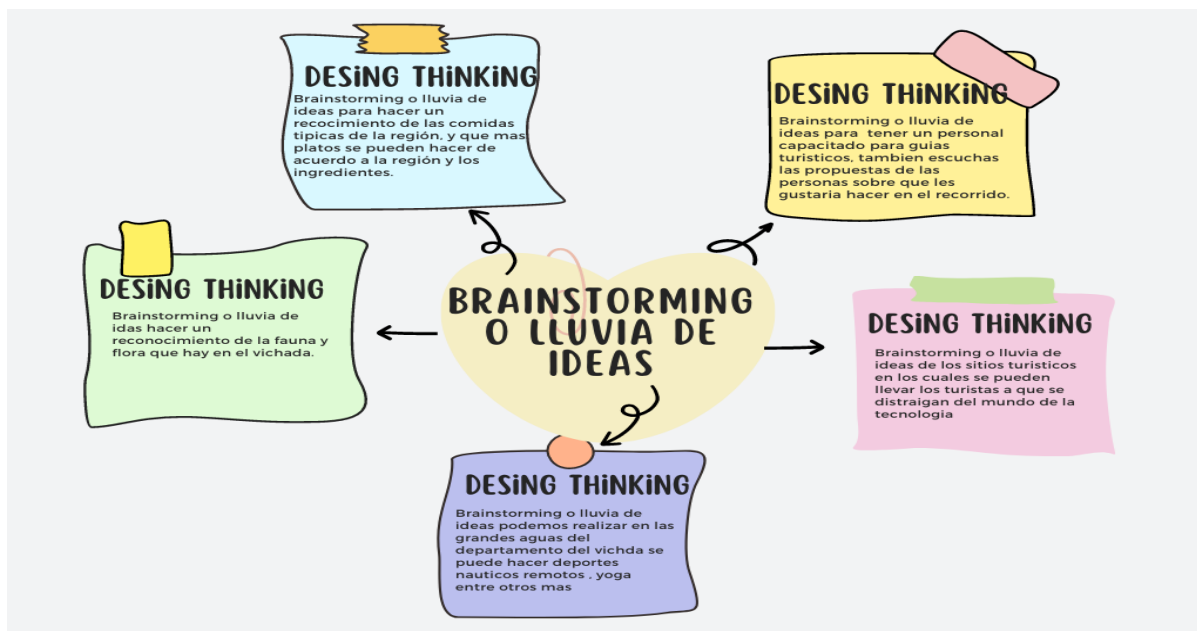 DESiNG THiNKiNG
Brainstorming o lluvia de
ideas para hacer un
recocimiento de las comidas
tipicas de la región, y que mas
platos se pueden hacer de
acuerdo a la región y los
ingredientes.
DESiNG THiNKiNG
Brainstorming o lluvia de
ideas para tener un personal
capacitado para guias
turisticos, tambien escuchas
las propuestas de las
personas sobre que les
gustaria hacer en el recorrido.
DESiNG THiNKiNG
Brainstorming o lluvia de
idas hacer un
reconocimiento de la fauna y
flora que hay en el vichada.
BRAINSTORMING
O LLUVIA DE
IDEAS
DESiNG THiNKiNG
Brainstorming o lluvia de
ideas de los sitios turisticos
en los cuales se pueden
llevar los turistas a que se
distraigan del mundo de la
tecnologia
DESiNG THiNKiNG
Brainstorming o lluvia de
ideas podemos realizar en las
grandes aguas del
departamento del vichda se
puede hacer deportes
nauticos remotos , yoga
entre otros mas